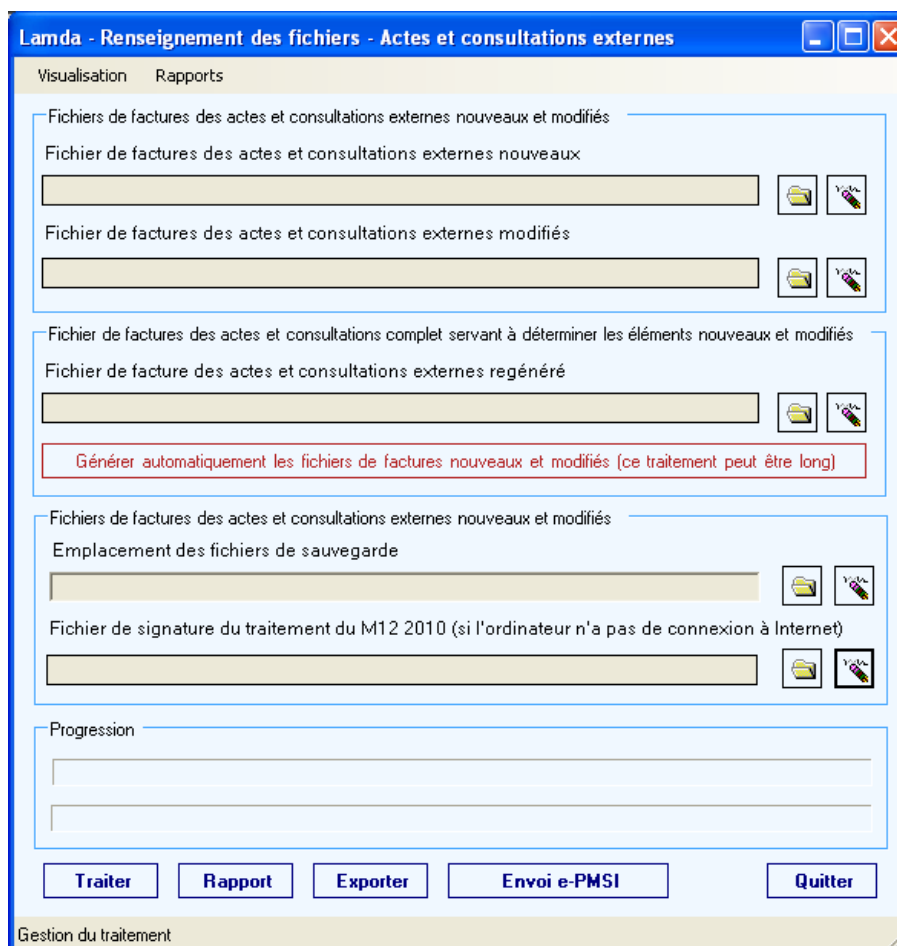 Lamda - Renseignement des fichiers - Actes et consultations externes
Visualisation Rapports
Fichiers de factures des actes et consultations externes nouveaux et modifiés
Fichier de factures des actes et consultations externes nouveaux
Fichier de factures des actes et consultations externes modifiés
Fichier de factures des actes et consultations complet servant à déterminer les éléments nouveaux et modifiés
Fichier de facture des actes et consultations externes regénéré
Générer automatiquement les fichiers de factures nouveaux et modifiés (ce traitement peut être long)
Fichiers de factures des actes et consultations externes nouveaux et modifiés
Emplacement des fichiers de sauvegarde
Fichier de signature du traitement du M12 2010 (si l'ordinateur n'a pas de connexion à Internet)
Progression
Traiter Rapport Exporter Envoi e-PMSI Quitter
Gestion du traitement